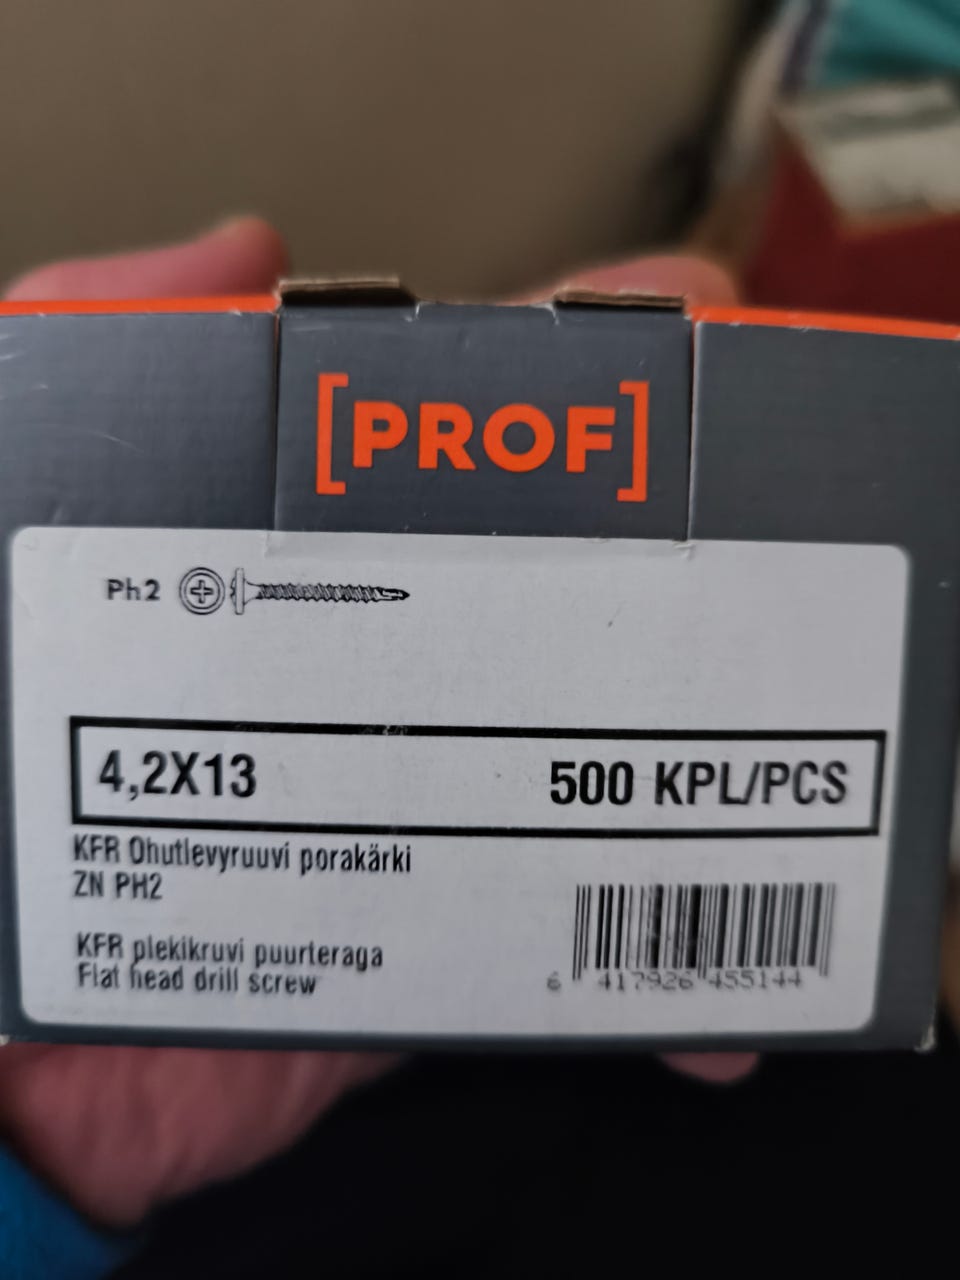 [PROF]
Ph2
4,2X13 500 KPL/PCS
KFR Ohutlevyruuvi porakärki
ZN PH2
KFR plekikruvi puurteraga
Flat head drill screw
6 417926 455144